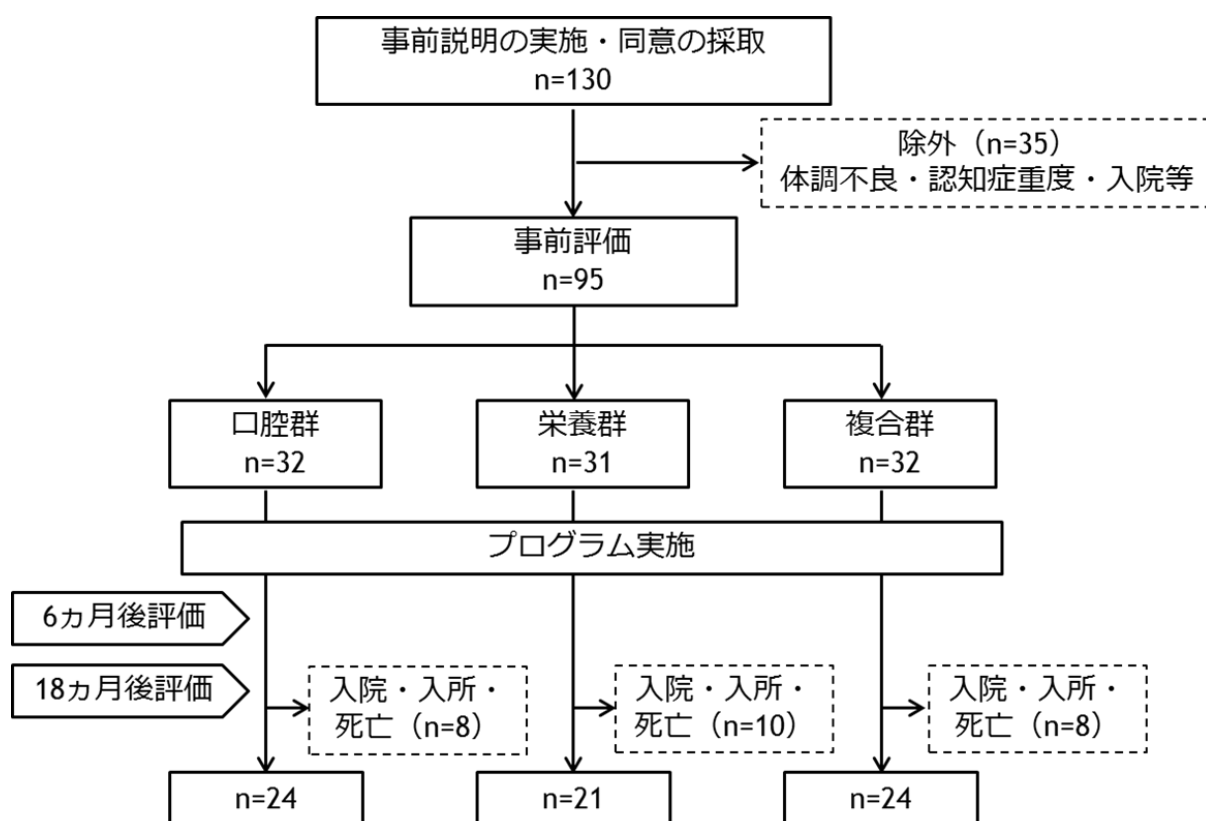 事前説明の実施・同意の採取
n=130
除外（n=35）
体調不良・認知症重度・入院等
事前評価
n=95
口腔群
n=32
栄養群
n=31
複合群
n=32
プログラム実施
6ヵ月後評価
18ヵ月後評価
入院・入所・
死亡（n=8）
入院・入所・
死亡（n=10）
入院・入所・
死亡（n=8）
n=24
n=21
n=24